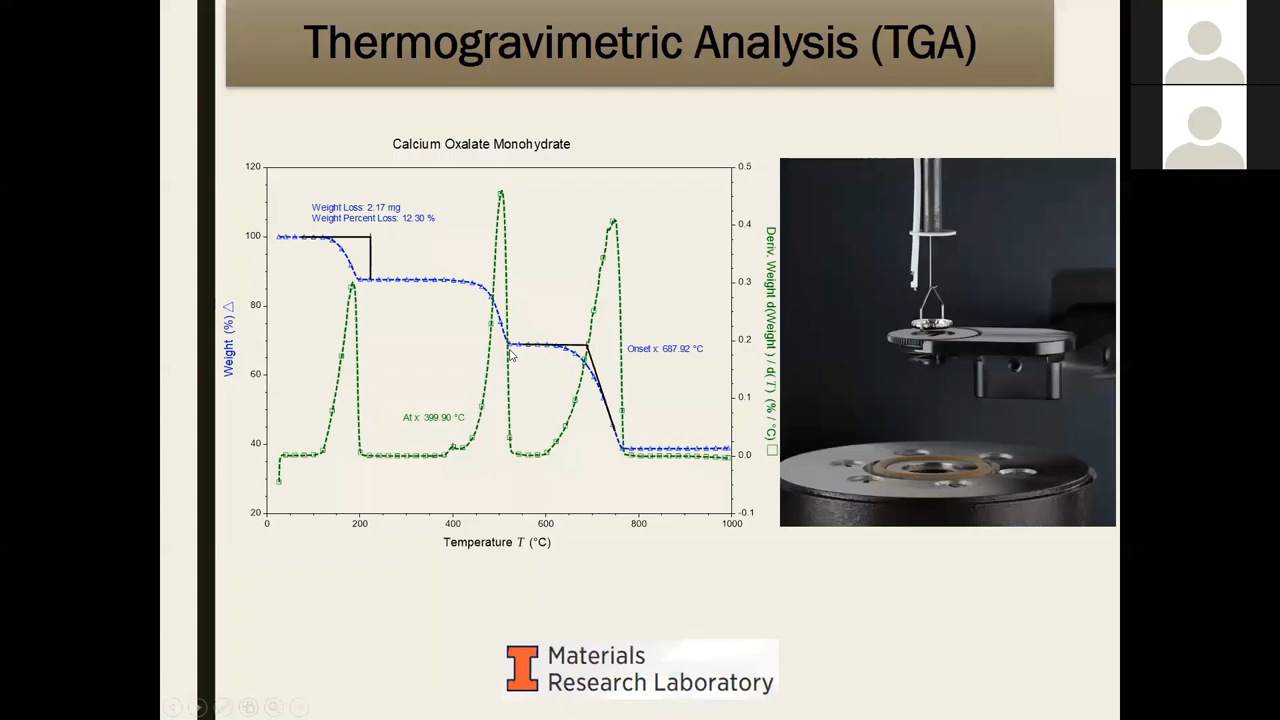 Thermogravimetric Analysis (TGA)
Calcium Oxalate Monohydrate
120
100
80
60
40
20
Weight (%) △
Weight Loss: 2.17 mg
Weight Percent Loss: 12.30 %
At x: 399.90 °C
Onset x: 687.92 °C
0.5
0.4
0.3
0.2
0.1
0.0
-0.1
Deriv. Weight d(Weight ) / d( T ) (% / °C) □
0
200
400
600
800
1000
Temperature T (°C)
I Materials
Research Laboratory